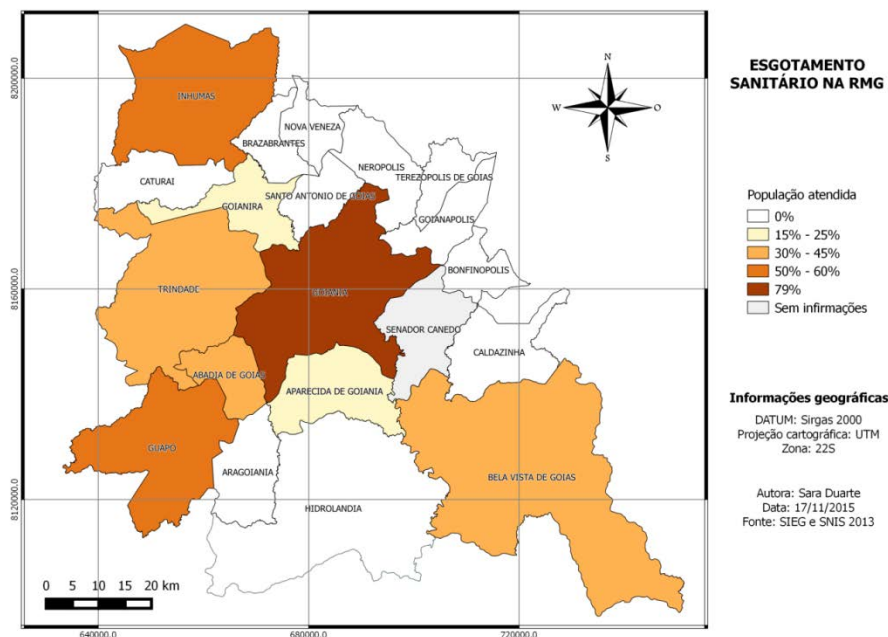 ESGOTAMENTO
SANITÁRIO NA RMG
N
W
O
S
População atendida
0%
15% - 25%
30% - 45%
50% - 60%
79%
Sem infirmações
Informações geográficas
DATUM: Sirgas 2000
Projeção cartográfica: UTM
Zona: 22S
Autora: Sara Duarte
Data: 17/11/2015
Fonte: SIEG e SNIS 2013
INHUMAS
NOVA VENEZA
BRAZABRANTES
NEROPOLIS
CATURAI
SANTO ANTONIO DE GOIAS
TEREZÓPOLIS DE GOIAS
GOIANIRA
GOIANAPOLIS
BONFINOPOLIS
TRINDADE
GOIANIA
SENADOR CANEDO
CALDAZINHA
ABADIA DE GOIAS
APARECIDA DE GOIANIA
GUAPÓ
ARAGOIANIA
BELA VISTA DE GOIAS
HIDROLANDIA
0 5 10 15 20 km
8200000.0
8160000.0
8120000.0
640000.0
680000.0
720000.0